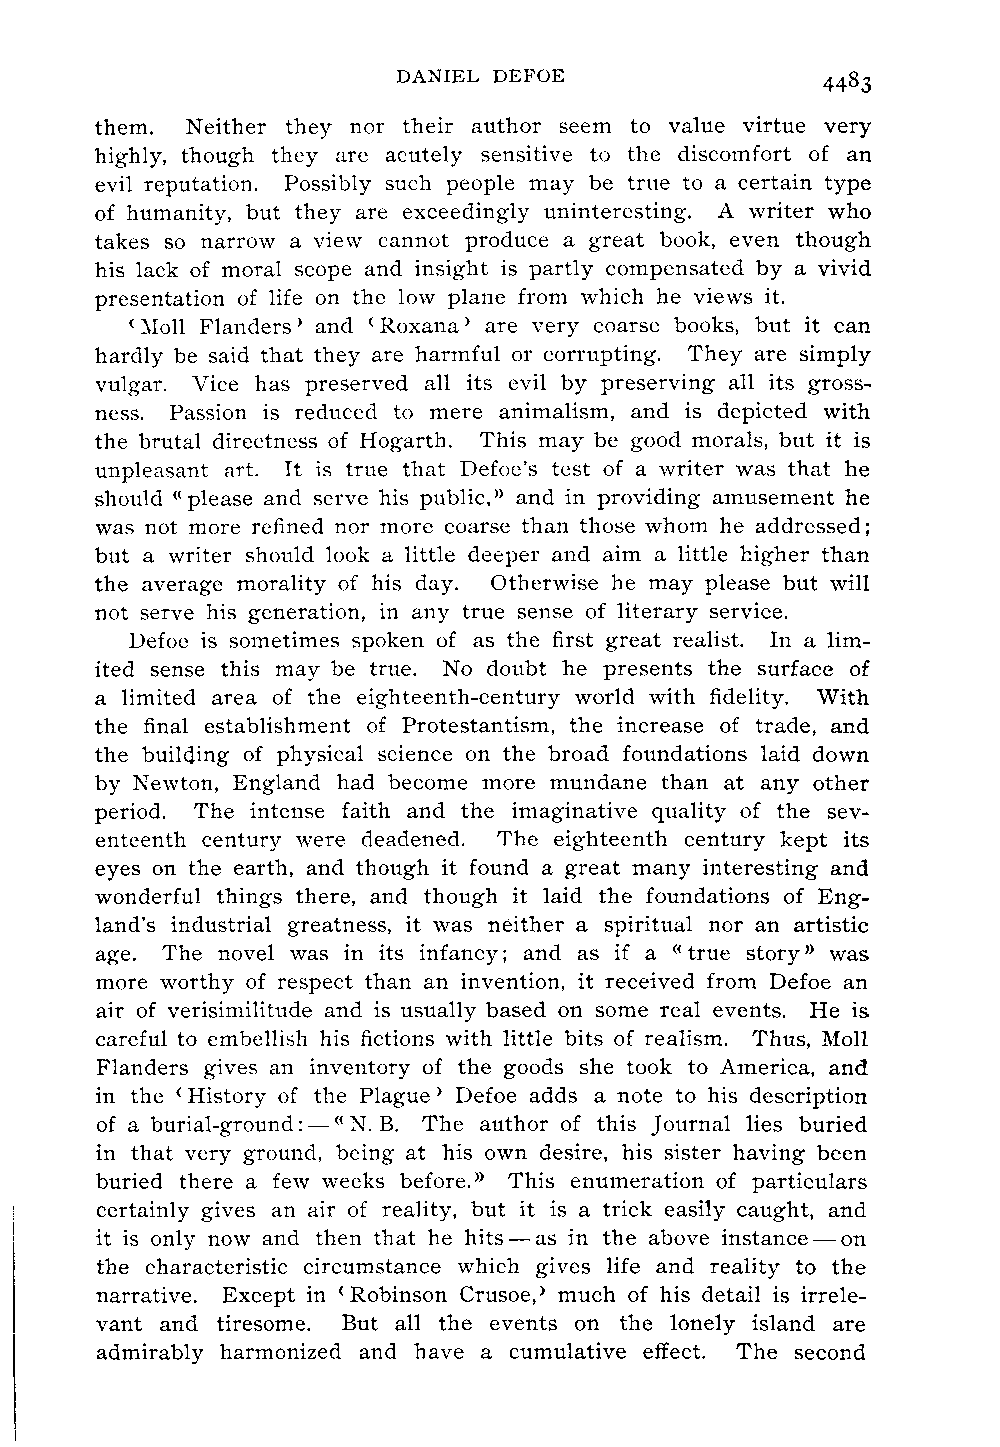 DANIEL DEFOE 4483
them. Neither they nor their author seem to value virtue very
highly, though they are acutely sensitive to the discomfort of an
evil reputation. Possibly such people may be true to a certain type
of humanity, but they are exceedingly uninteresting. A writer who
takes so narrow a view cannot produce a great book, even though
his lack of moral scope and insight is partly compensated by a vivid
presentation of life on the low plane from which he views it.
‹Moll Flanders› and ‹Roxana› are very coarse books, but it can
hardly be said that they are harmful or corrupting. They are simply
vulgar. Vice has preserved all its evil by preserving all its gross-
ness. Passion is reduced to mere animalism, and is depicted with
the brutal directness of Hogarth. This may be good morals, but it is
unpleasant art. It is true that Defoe's test of a writer was that he
should «please and serve his public,» and in providing amusement he
was not more refined nor more coarse than those whom he addressed;
but a writer should look a little deeper and aim a little higher than
the average morality of his day. Otherwise he may please but will
not serve his generation, in any true sense of literary service.
Defoe is sometimes spoken of as the first great realist. In a lim-
ited sense this may be true. No doubt he presents the surface of
a limited area of the eighteenth-century world with fidelity. With
the final establishment of Protestantism, the increase of trade, and
the building of physical science on the broad foundations laid down
by Newton, England had become more mundane than at any other
period. The intense faith and the imaginative quality of the sev-
enteenth century were deadened. The eighteenth century kept its
eyes on the earth, and though it found a great many interesting and
wonderful things there, and though it laid the foundations of Eng-
land's industrial greatness, it was neither a spiritual nor an artistic
age. The novel was in its infancy; and as if a «true story» was
more worthy of respect than an invention, it received from Defoe an
air of verisimilitude and is usually based on some real events. He is
careful to embellish his fictions with little bits of realism. Thus, Moll
Flanders gives an inventory of the goods she took to America, and
in the ‹History of the Plague› Defoe adds a note to his description
of a burial-ground:—«N. B. The author of this Journal lies buried
in that very ground, being at his own desire, his sister having been
buried there a few weeks before.» This enumeration of particulars
certainly gives an air of reality, but it is a trick easily caught, and
it is only now and then that he hits—as in the above instance—on
the characteristic circumstance which gives life and reality to the
narrative. Except in ‹Robinson Crusoe,› much of his detail is irrele-
vant and tiresome. But all the events on the lonely island are
admirably harmonized and have a cumulative effect. The second